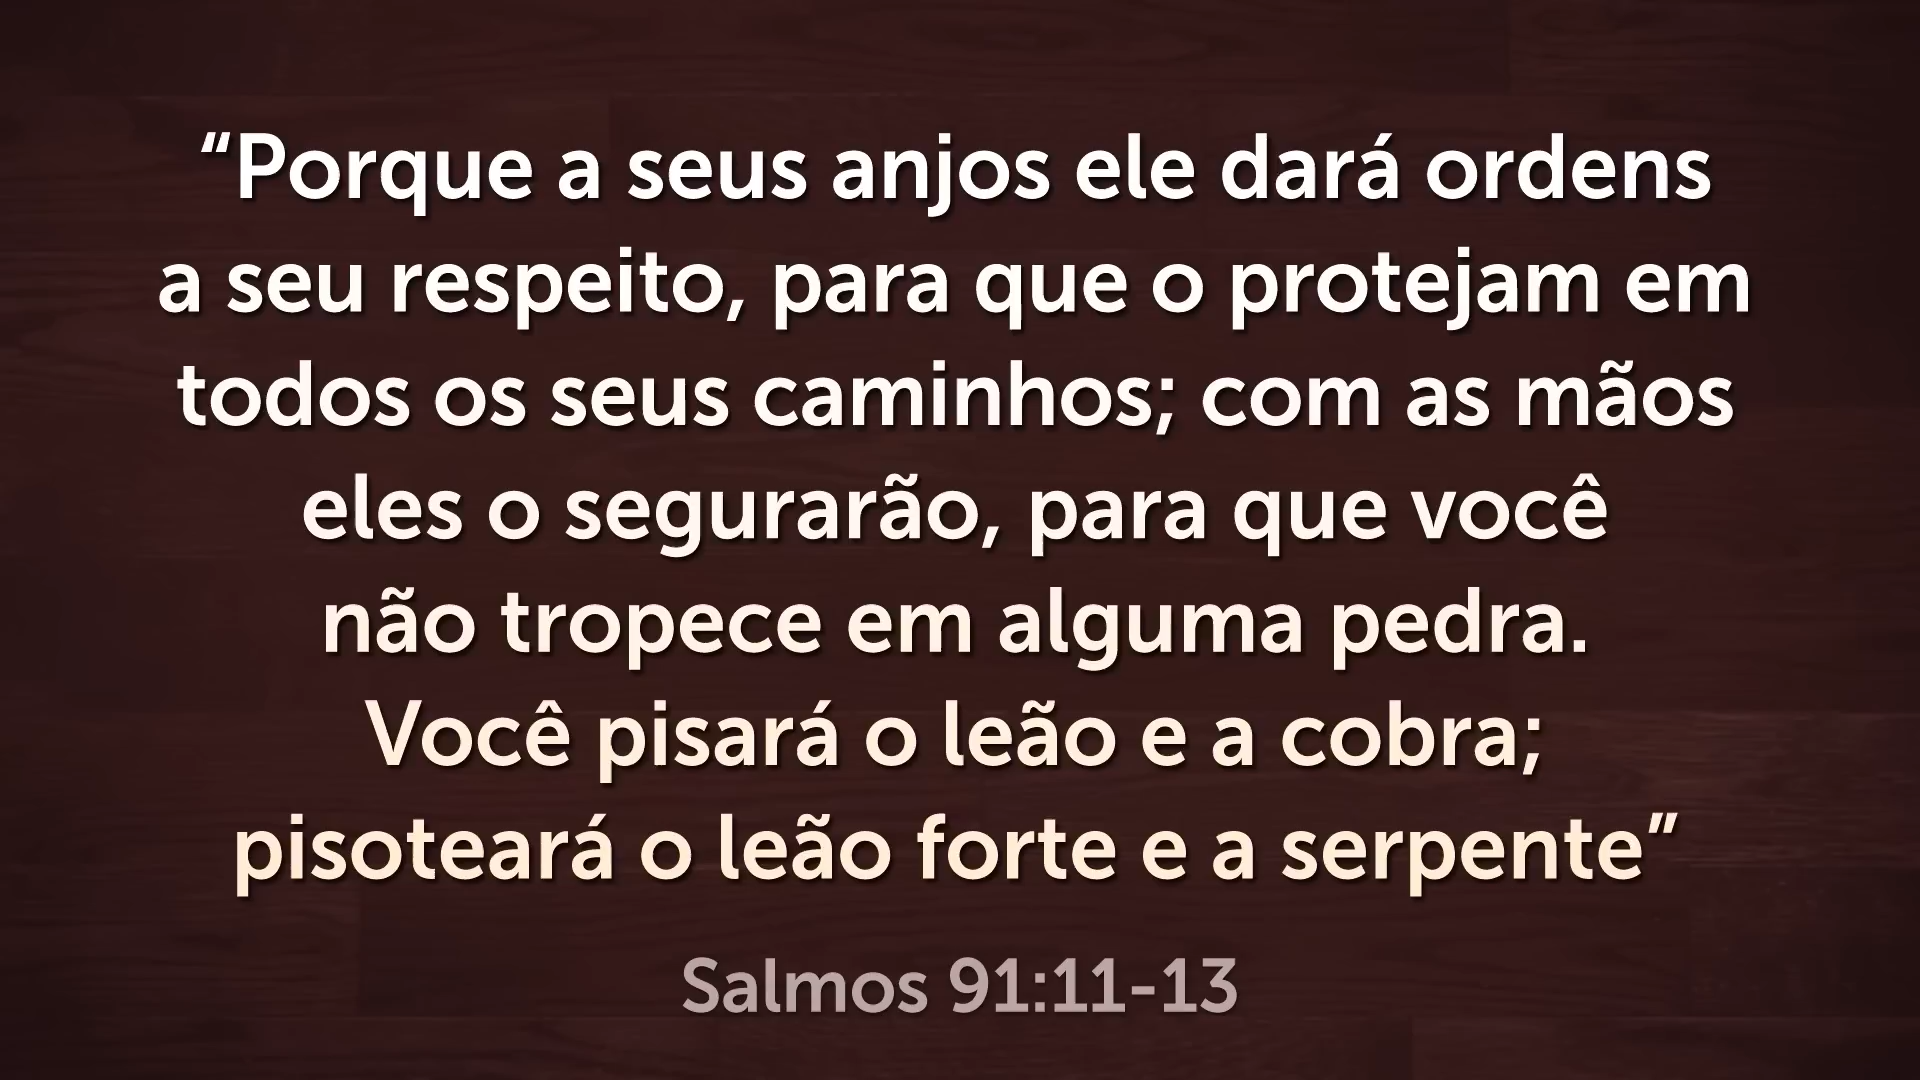 “Porque a seus anjos ele dará ordens
a seu respeito, para que o protejam em
todos os seus caminhos; com as mãos
eles o segurarão, para que você
não tropece em alguma pedra.
Você pisará o leão e a cobra;
pisoteará o leão forte e a serpente”
Salmos 91:11-13